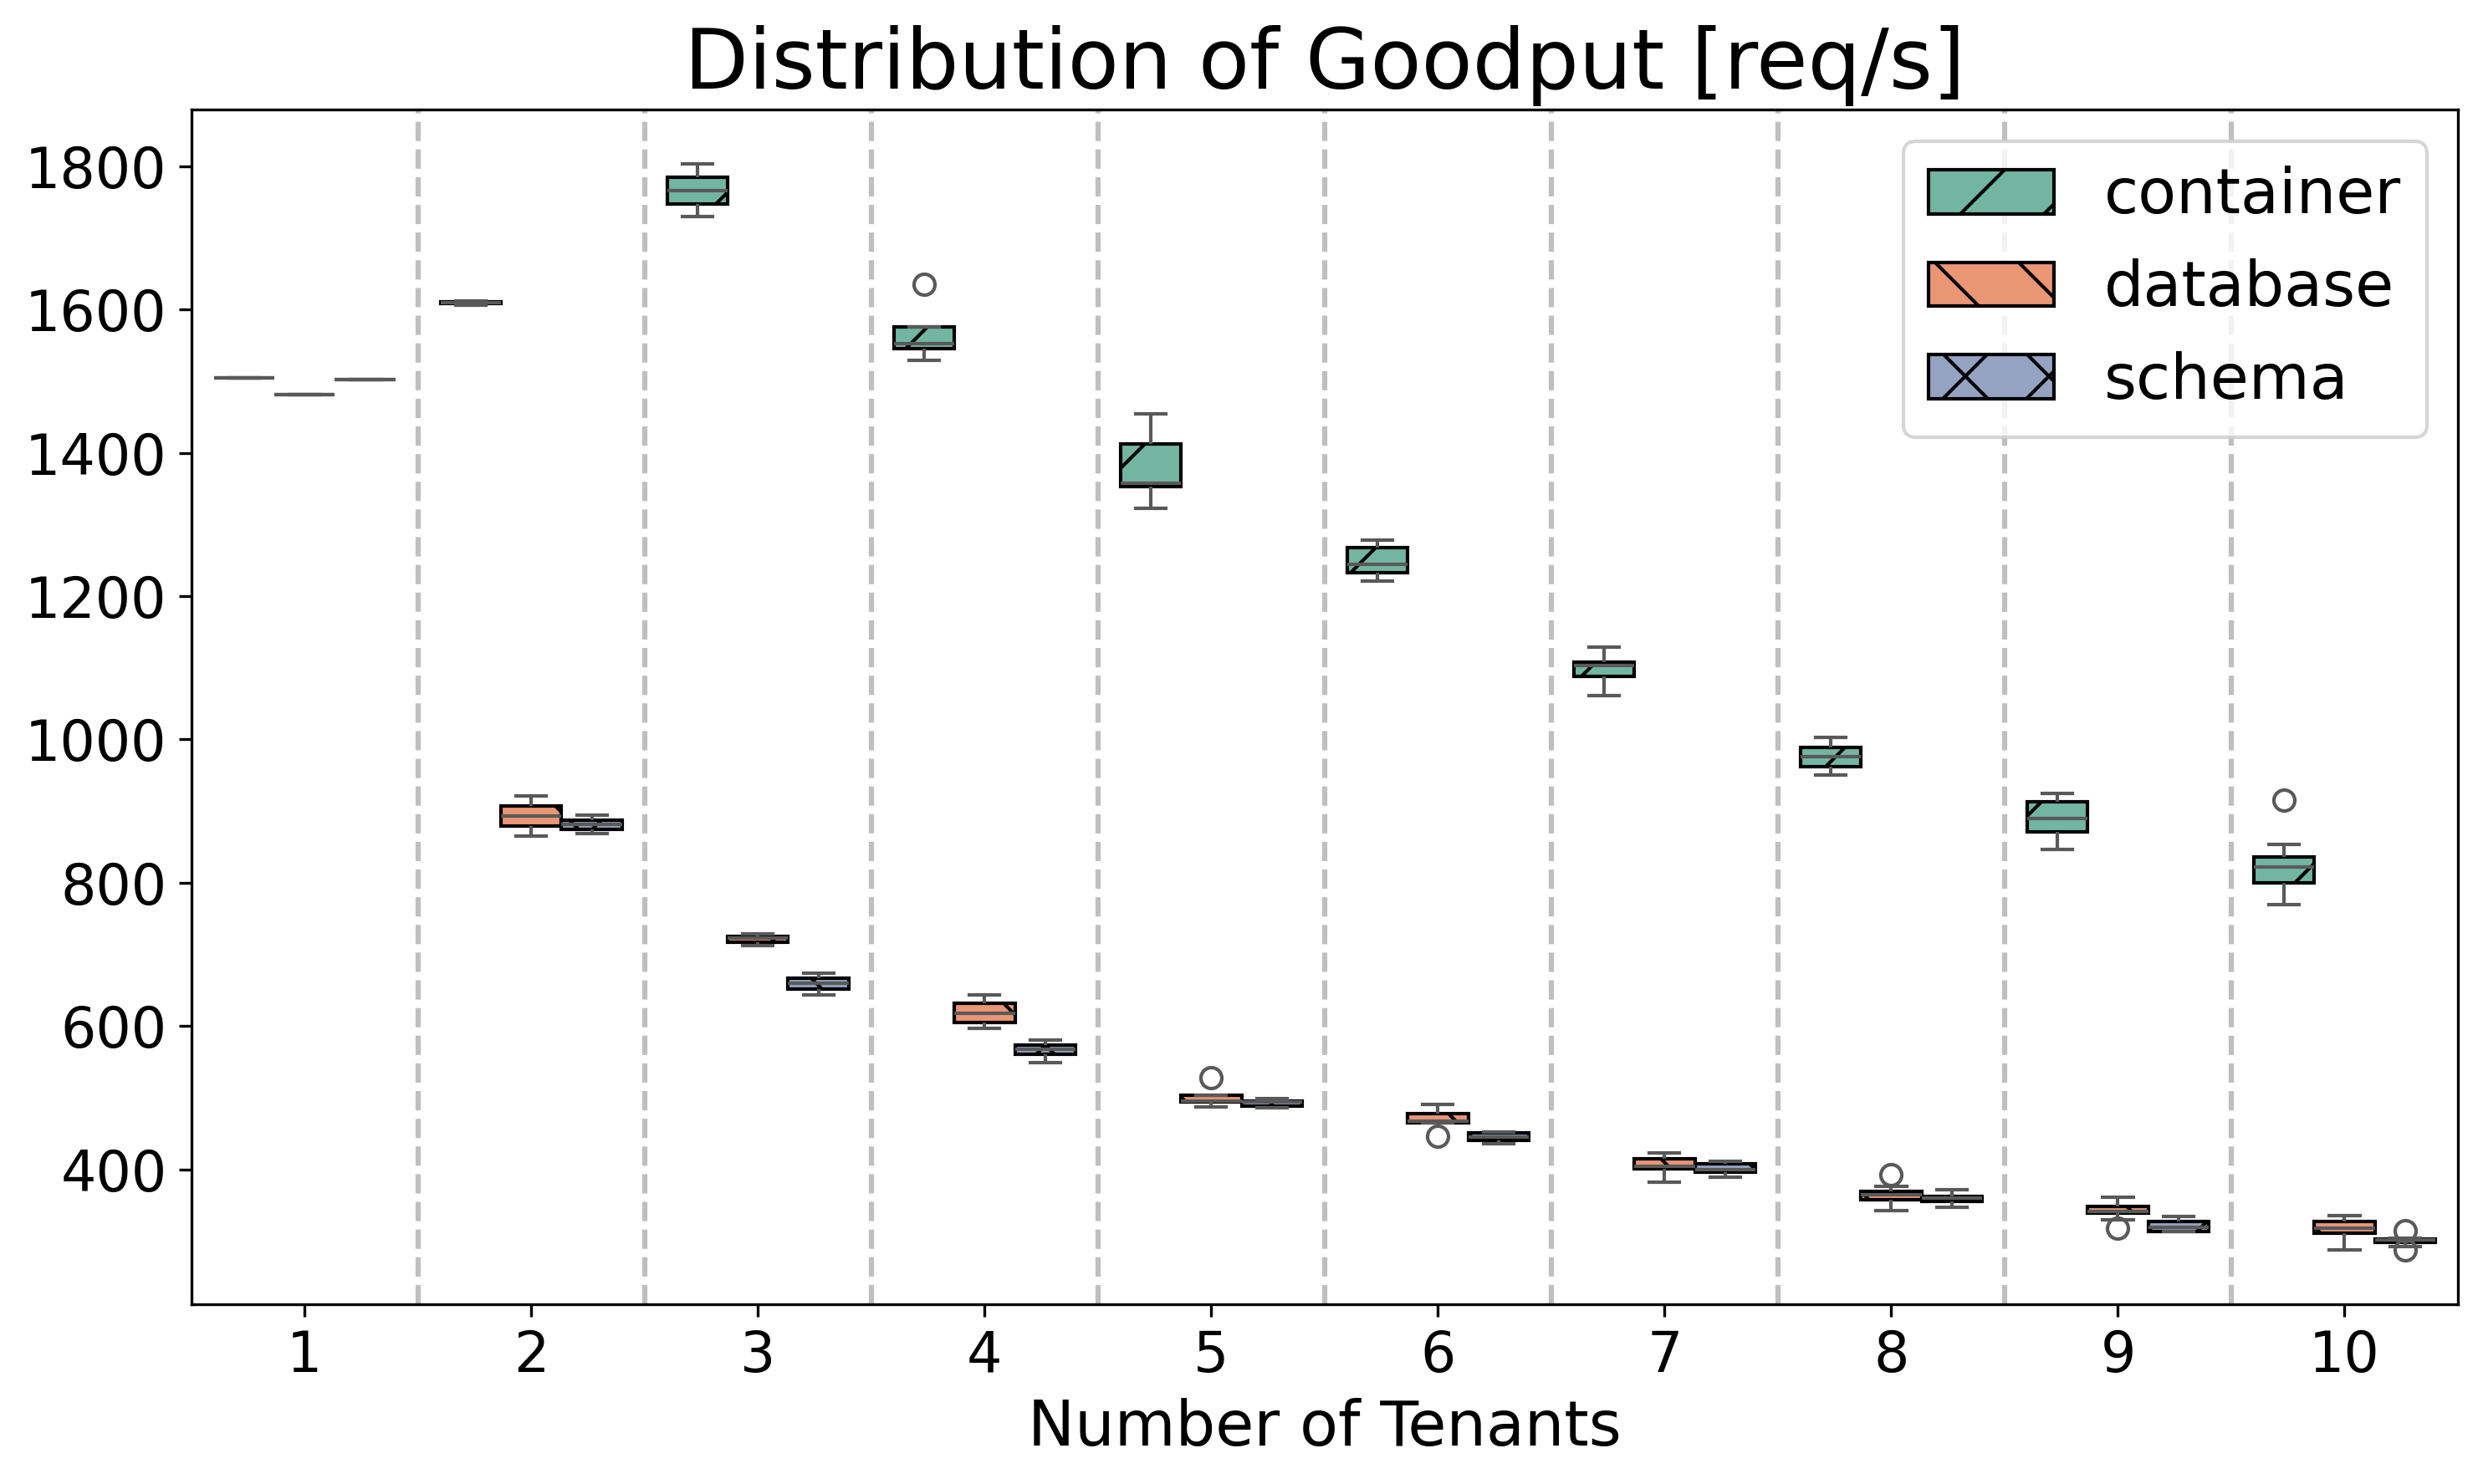 Distribution of Goodput [req/s]
1800
1600
1400
1200
1000
800
600
400
container
database
schema
1 2 3 4 5 6 7 8 9 10
Number of Tenants